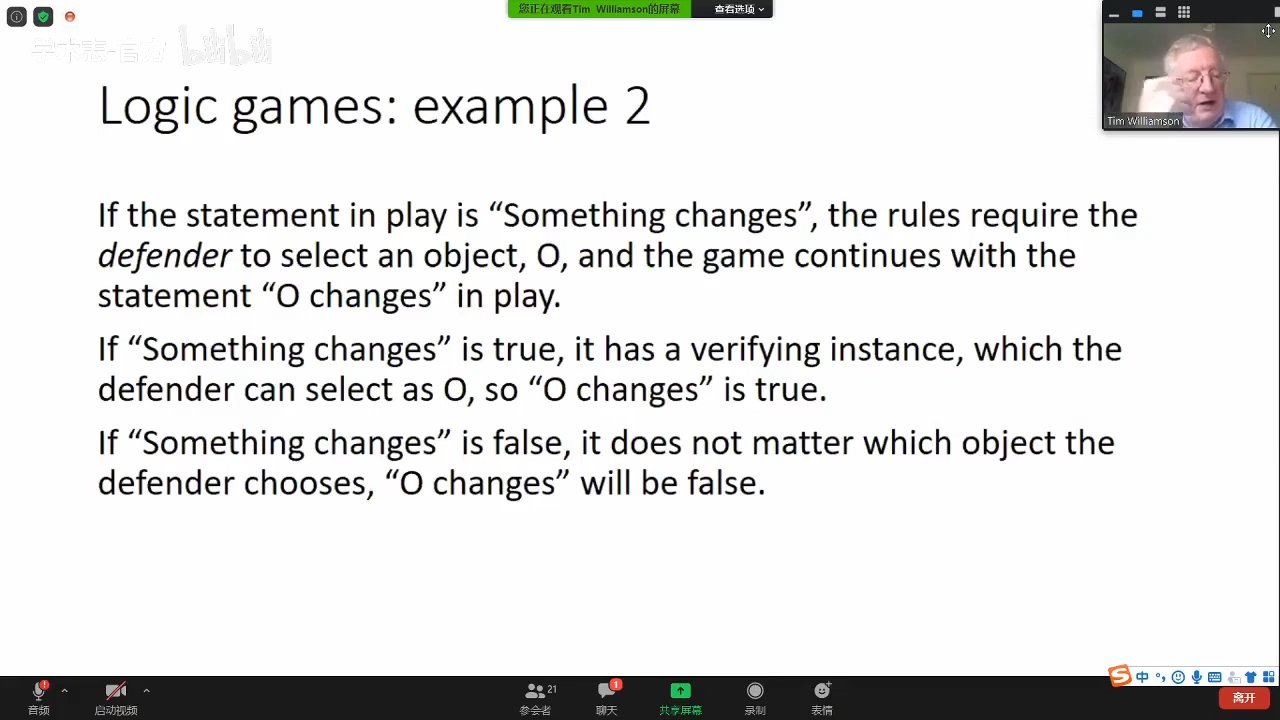 您正在观看Tim Williamson的屏幕
查看选项
学术志-官方
bilibili
Tim Williamson
Logic games: example 2
If the statement in play is “Something changes”, the rules require the
defender to select an object, O, and the game continues with the
statement “O changes” in play.
If “Something changes” is true, it has a verifying instance, which the
defender can select as O, so “O changes” is true.
If “Something changes” is false, it does not matter which object the
defender chooses, “O changes” will be false.
中
音频
启动视频
21
参会者
1
聊天
共享屏幕
录制
表情
离开